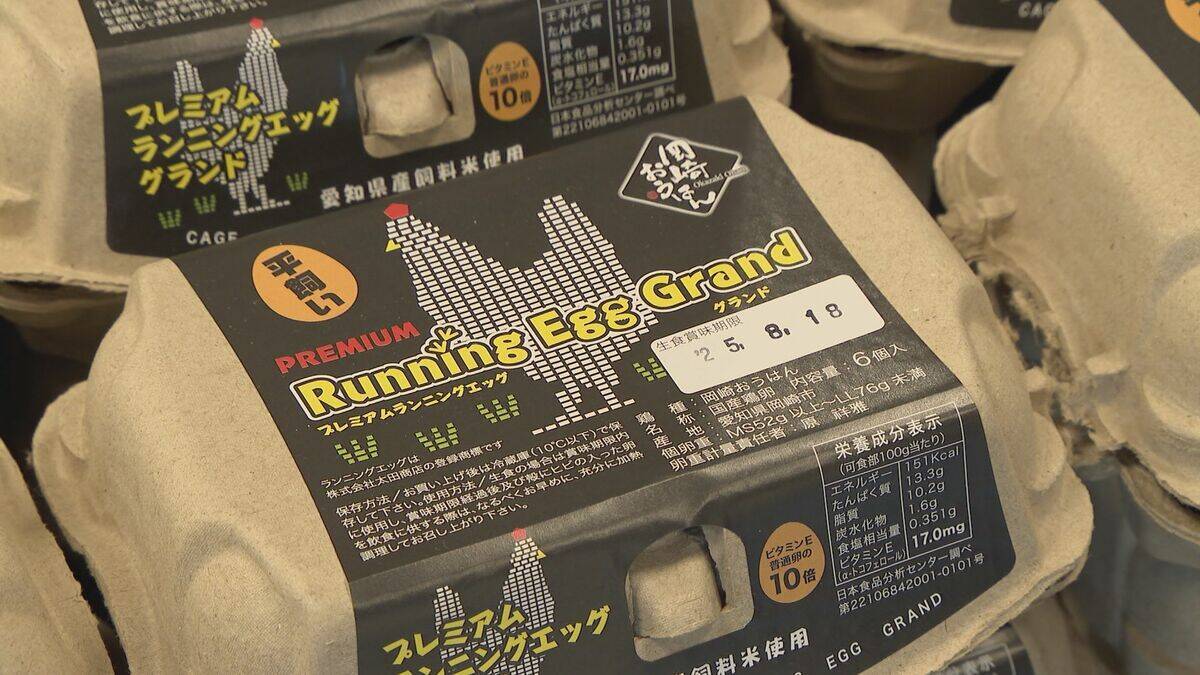 エネルギー
たんぱく質 13.3g
脂質 10.2g
炭水化物 1.6g
食塩相当量 0.351g
ビタミンE
(α-トコフェロール) 17.0mg
日本食品分析センター調べ
第22106842001-0101号
ビタミンE
普通卵の
10倍
プレミアム
ランニングエッグ
グランド
愛知県産飼料米使用
CAGE
岡崎
おうはん
Okazaki Ohhan
平飼い
PREMIUM
Running Egg Grand
プレミアムランニングエッグ
グランド
生食賞味期限
'25, 8, 18
ランニングエッグは
株式会社太田商店の登録商標です
保存方法/お買い上げ後は冷蔵庫(10℃以下)で保
存して下さい。使用方法/生食の場合は賞味期限内
に使用し、賞味期限経過後及び殻にヒビの入った卵
を飲食に供する際は、なるべくお早めに、充分に加熱
調理してお召し上がり下さい。
鶏種:岡崎おうはん
名称:国産鶏卵 内容量:6個入
産地:愛知県岡崎市
個卵重:MS52g以上〜LL76g未満
卵重計量責任者:原 祥雅
栄養成分表示
(可食部100g当たり)
エネルギー 151Kcal
たんぱく質 13.3g
脂質 10.2g
炭水化物 1.6g
食塩相当量 0.351g
ビタミンE
(α-トコフェロール) 17.0mg
日本食品分析センター調べ
第22106842001-0101号
ビタミンE
普通卵の
10倍
プレミアム
ランニングエッグ
飼料米使用
EGG GRAND